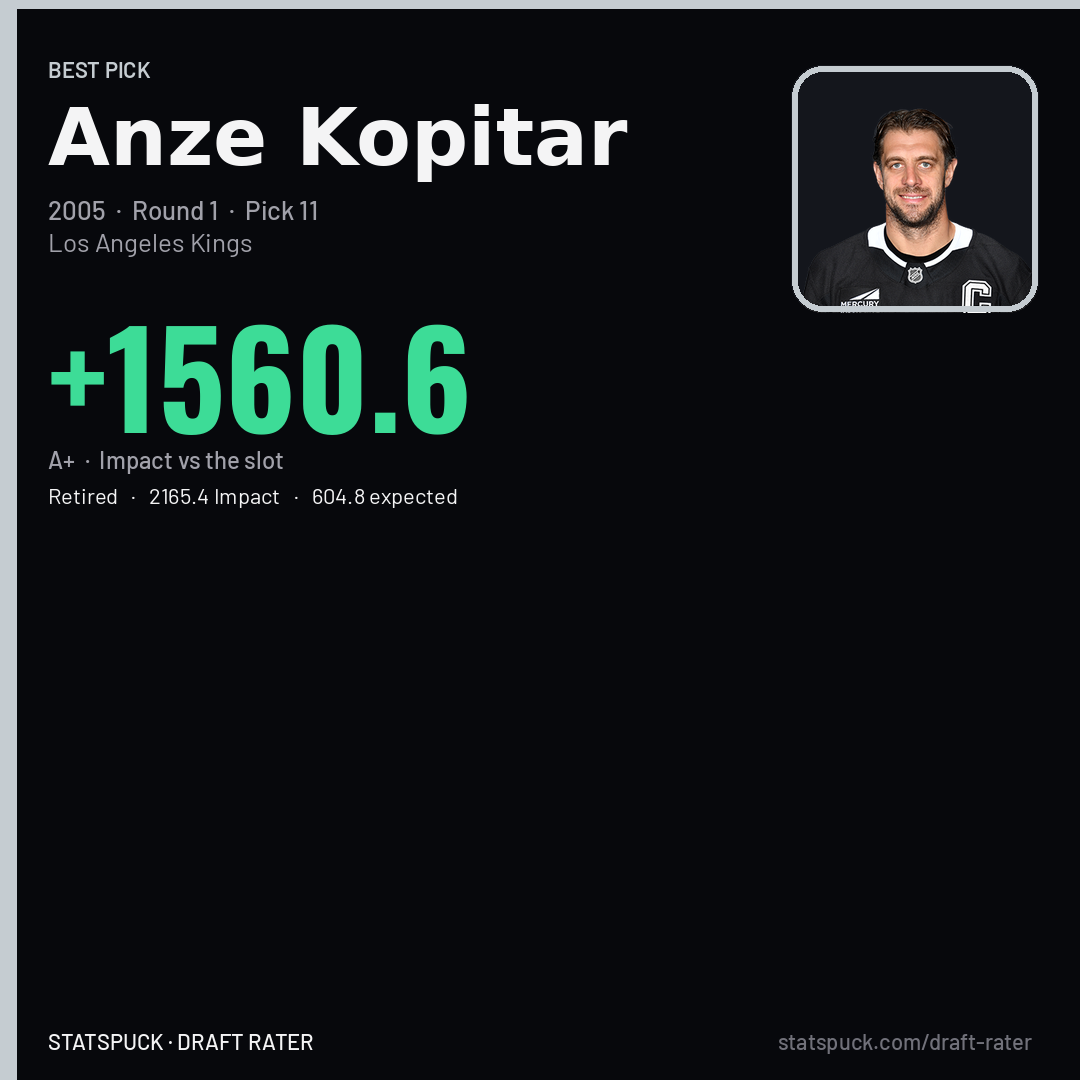 BEST PICK
Anze Kopitar
2005 · Round 1 · Pick 11
Los Angeles Kings
MERCURY
C
+1560.6
A+ · Impact vs the slot
Retired · 2165.4 Impact · 604.8 expected
STATSPUCK · DRAFT RATER
statspuck.com/draft-rater